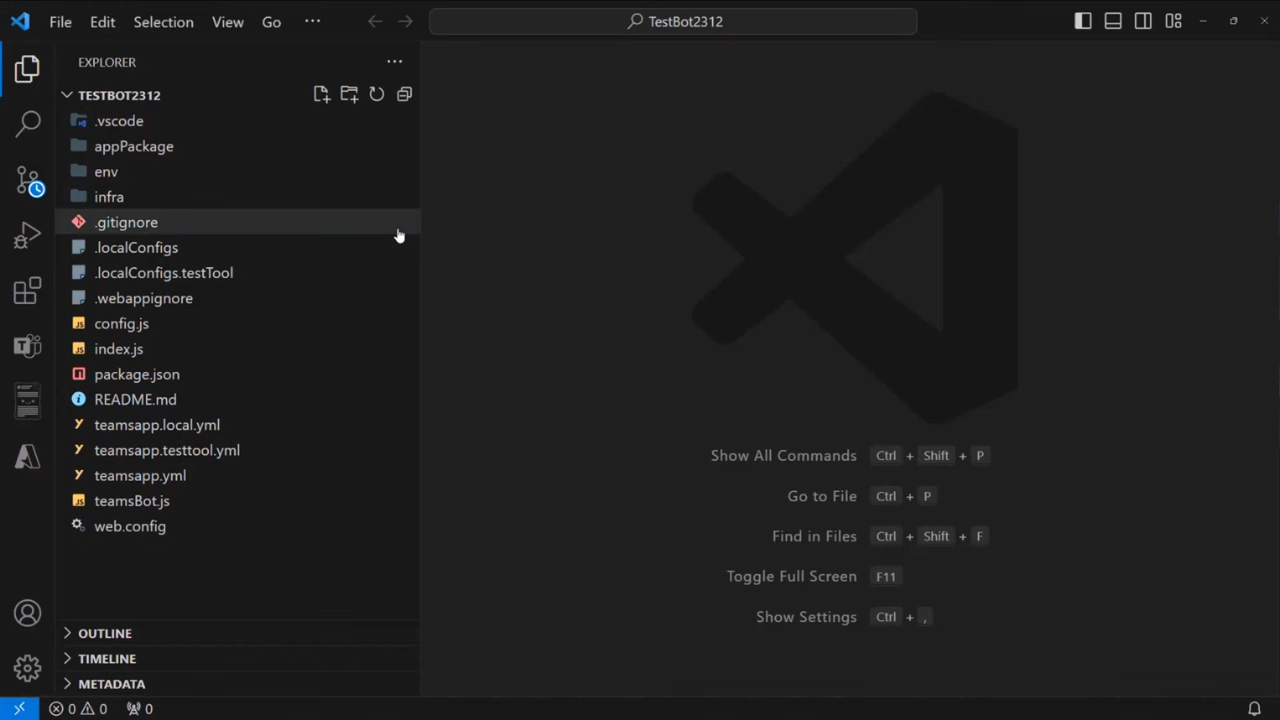 File Edit Selection View Go ···
TestBot2312
EXPLORER
TESTBOT2312
.vscode
appPackage
env
infra
.gitignore
.localConfigs
.localConfigs.testTool
.webappignore
JS config.js
JS index.js
package.json
README.md
Y teamsapp.local.yml
Y teamsapp.testtool.yml
Y teamsapp.yml
JS teamsBot.js
web.config
OUTLINE
TIMELINE
METADATA
Show All Commands Ctrl + Shift + P
Go to File Ctrl + P
Find in Files Ctrl + Shift + F
Toggle Full Screen F11
Show Settings Ctrl + ,
0 0 0